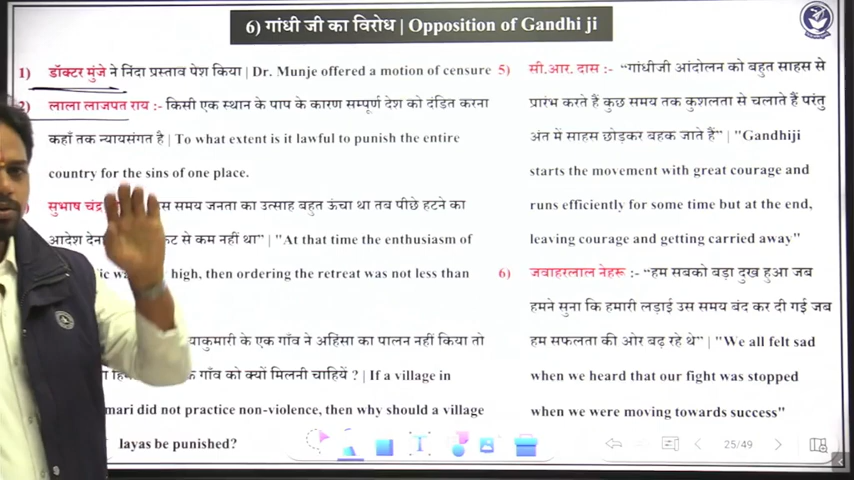 6) गांधी जी का विरोध | Opposition of Gandhi ji
1) डॉक्टर मुंजे ने निंदा प्रस्ताव पेश किया | Dr. Munje offered a motion of censure
2) लाला लाजपत राय :- किसी एक स्थान के पाप के कारण सम्पूर्ण देश को दंडित करना
कहाँ तक न्यायसंगत है | To what extent is it lawful to punish the entire
country for the sins of one place.
सुभाष चंद्र समय जनता का उत्साह बहुत ऊंचा था तब पीछे हटने का
आदेश से कम नहीं था” | "At that time the enthusiasm of
high, then ordering the retreat was not less than
के एक गाँव ने अहिंसा का पालन नहीं किया तो
गाँव को क्यों मिलनी चाहियें ? | If a village in
did not practice non-violence, then why should a village
be punished?
5) सी.आर. दास :- “गांधीजी आंदोलन को बहुत साहस से
प्रारंभ करते हैं कुछ समय तक कुशलता से चलाते हैं परंतु
अंत में साहस छोड़कर बहक जाते हैं” | "Gandhiji
starts the movement with great courage and
runs efficiently for some time but at the end,
leaving courage and getting carried away”
6) जवाहरलाल नेहरू :- “हम सबको बड़ा दुख हुआ जब
हमने सुना कि हमारी लड़ाई उस समय बंद कर दी गई जब
हम सफलता की ओर बढ़ रहे थे” | "We all felt sad
when we heard that our fight was stopped
when we were moving towards success"
25/49